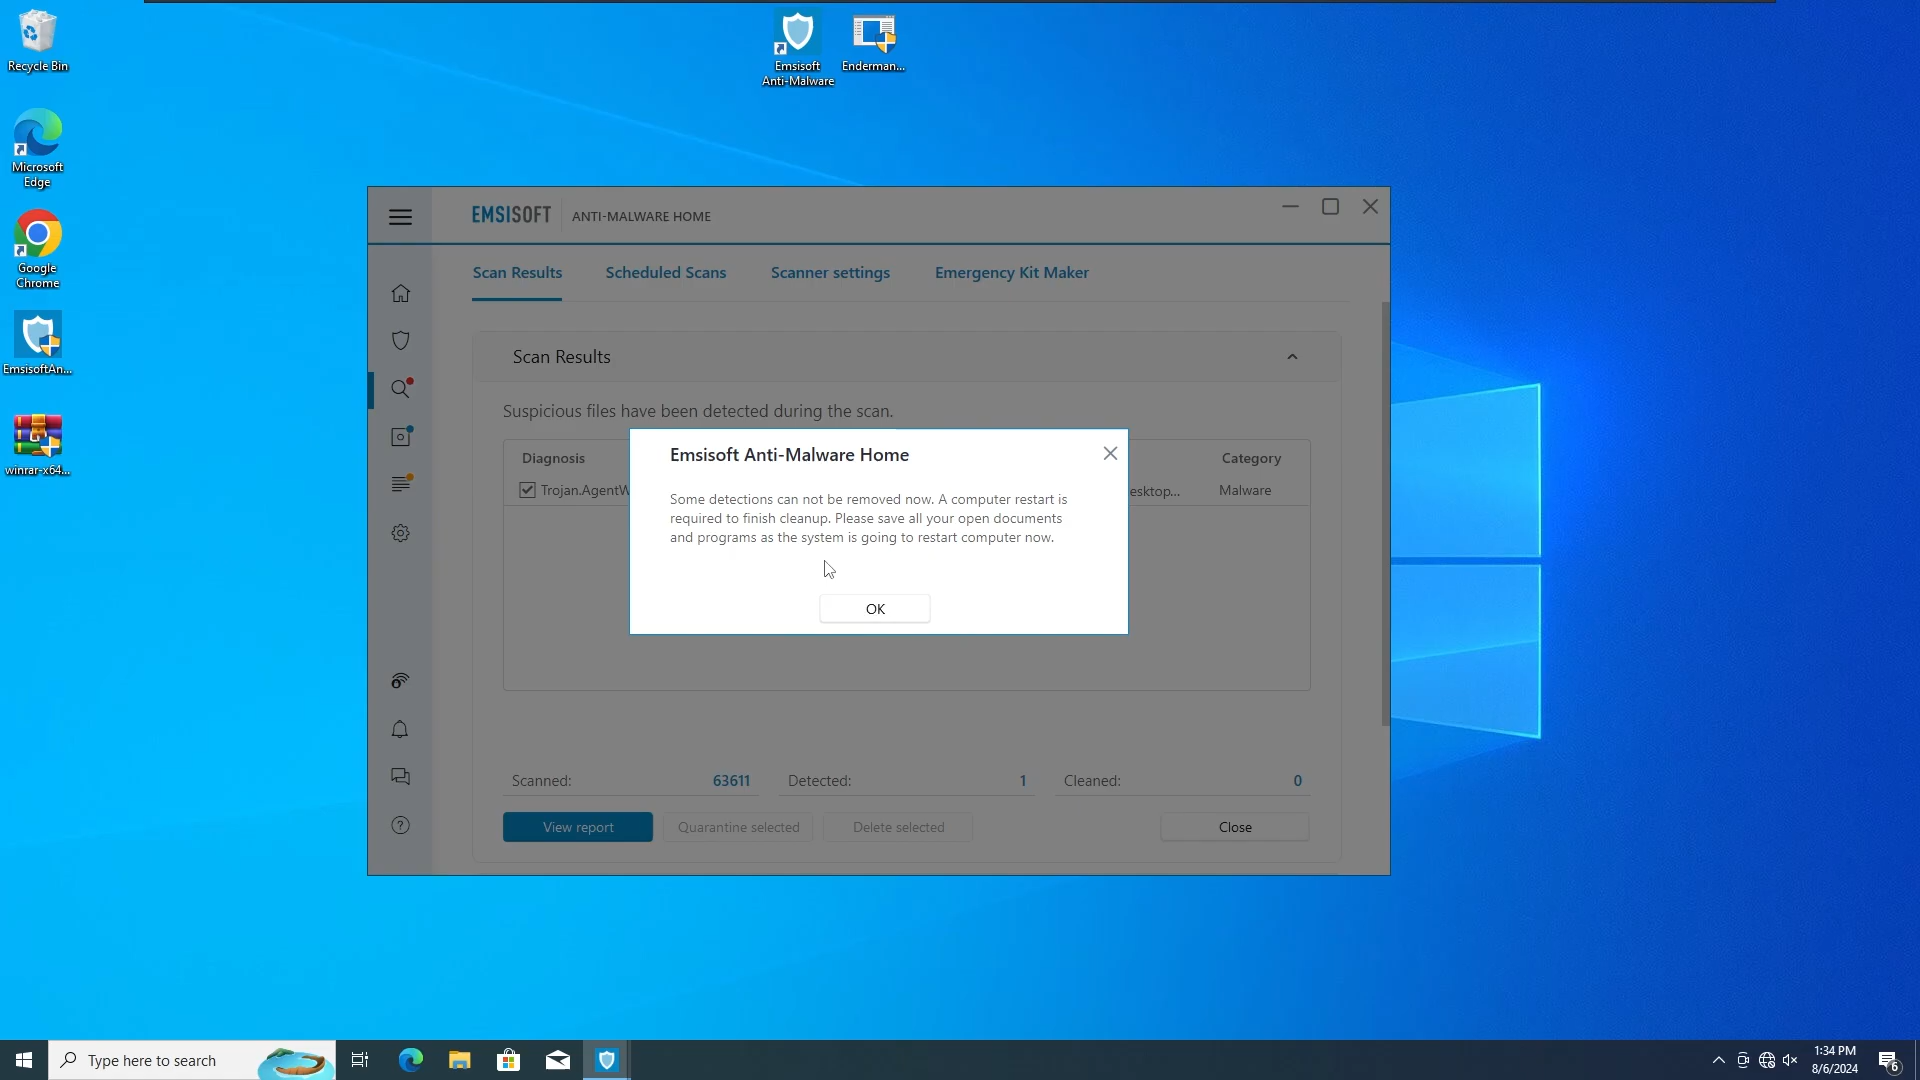 Recycle Bin
Microsoft
Edge
Google
Chrome
EmsisoftAn...
winrar-x64...
Emsisoft
Anti-Malware
Enderman...
EMSISOFT
ANTI-MALWARE HOME
Scan Results
Scheduled Scans
Scanner settings
Emergency Kit Maker
Scan Results
Suspicious files have been detected during the scan.
Diagnosis
Category
Trojan.AgentW
esktop...
Malware
Emsisoft Anti-Malware Home
Some detections can not be removed now. A computer restart is
required to finish cleanup. Please save all your open documents
and programs as the system is going to restart computer now.
OK
Scanned:
63611
Detected:
1
Cleaned:
0
View report
Quarantine selected
Delete selected
Close
Type here to search
1:34 PM
8/6/2024
6